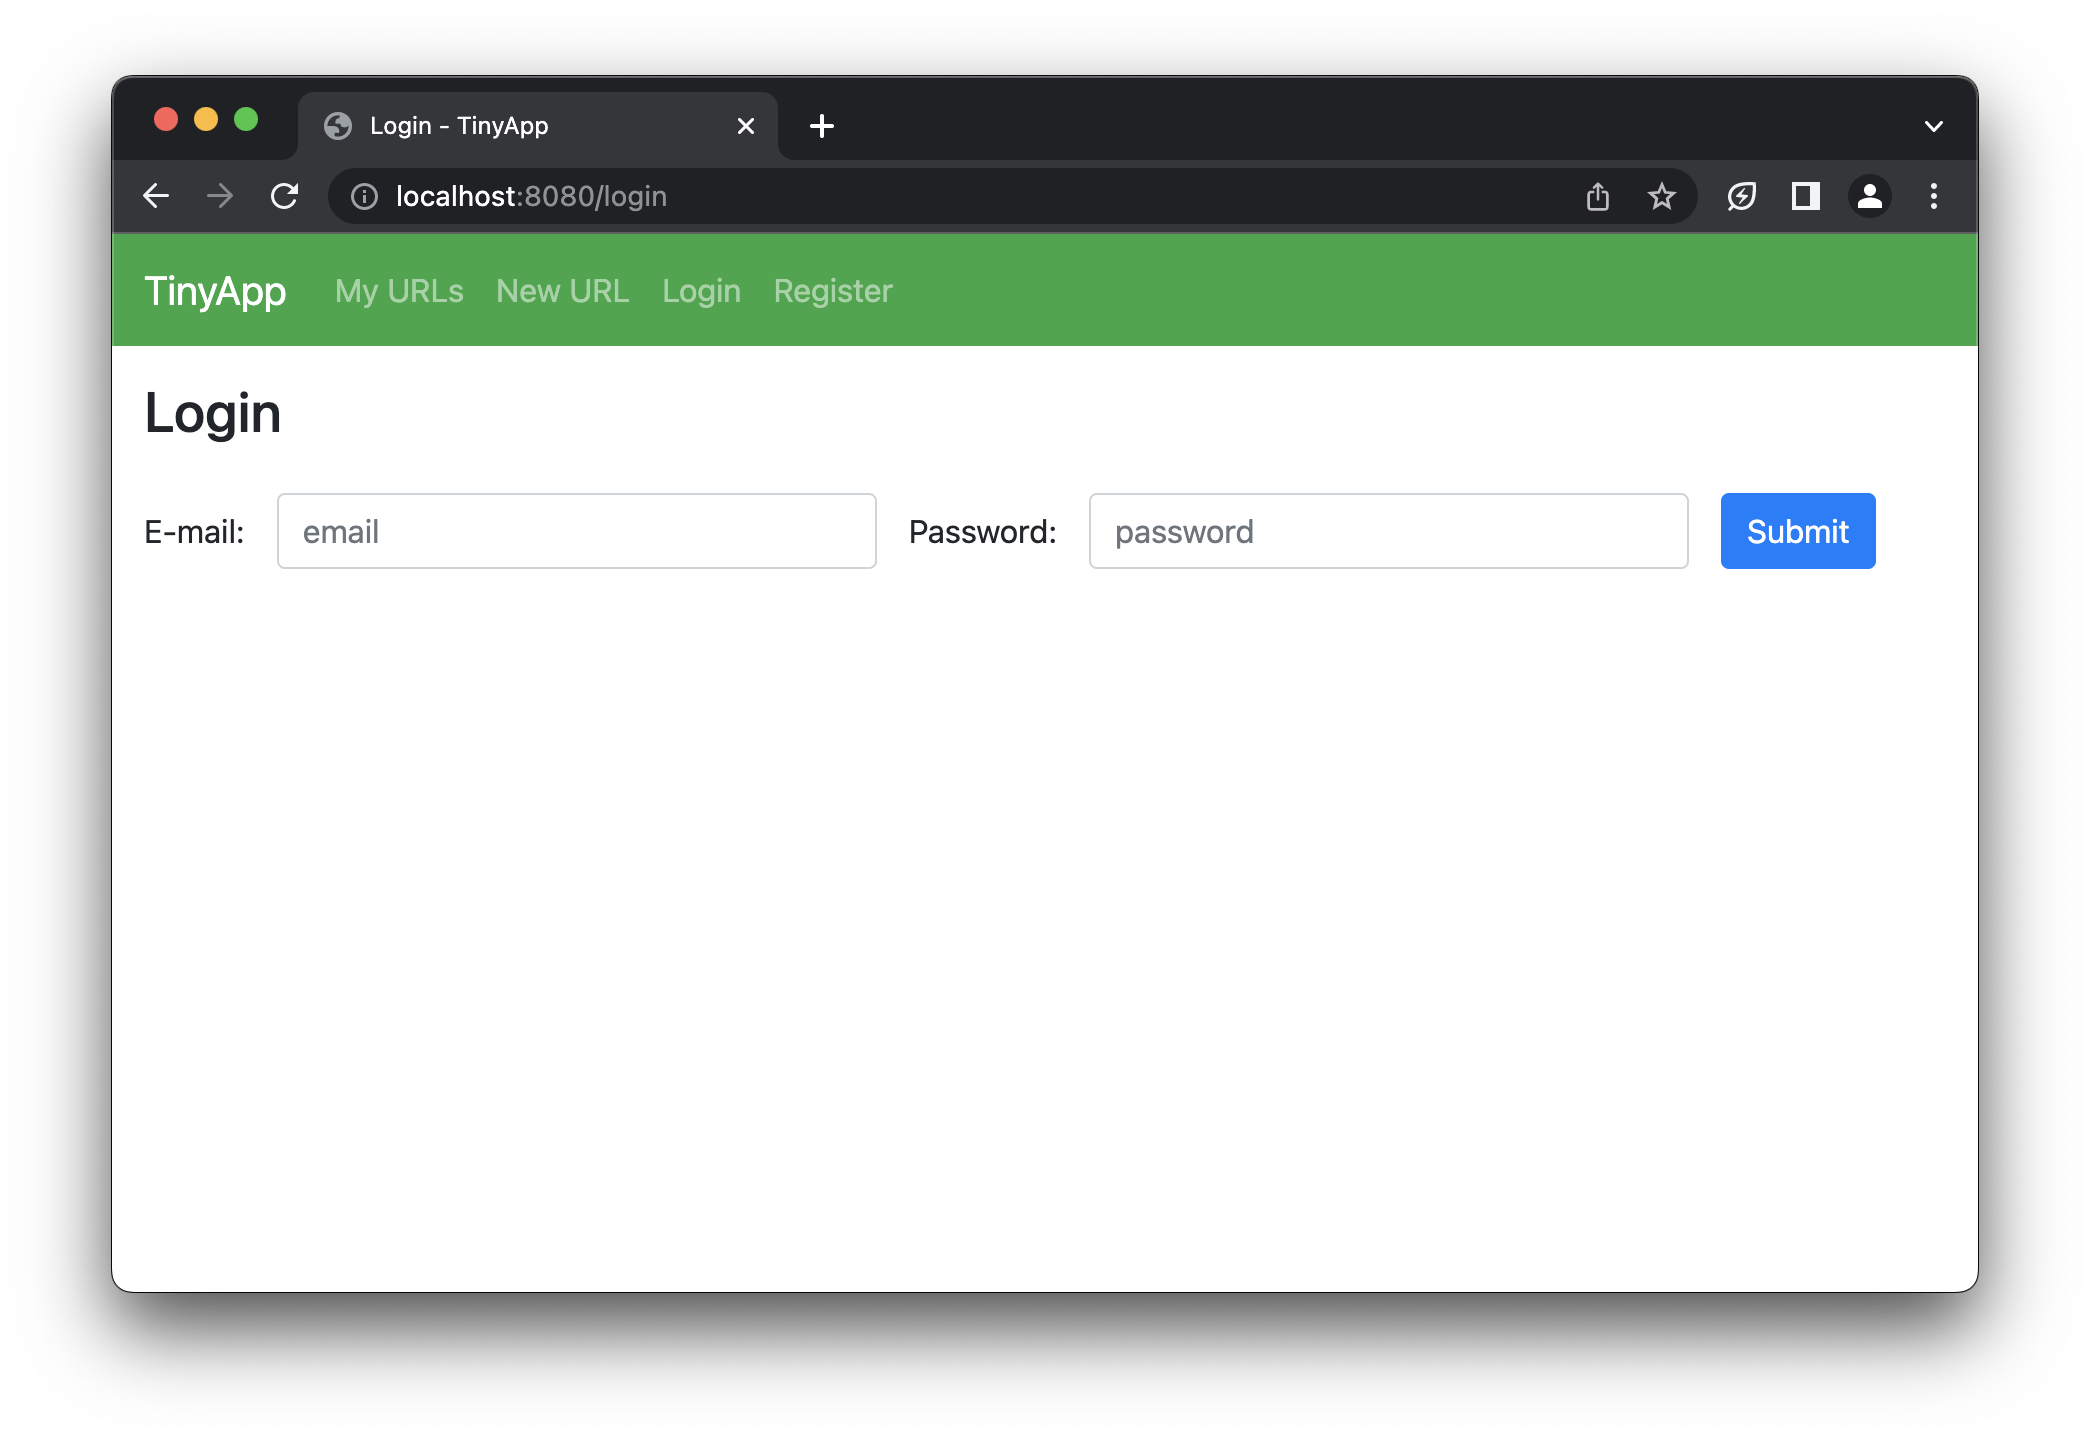 Login - TinyApp
localhost:8080/login
TinyApp My URLs New URL Login Register
Login
E-mail: email Password: password Submit